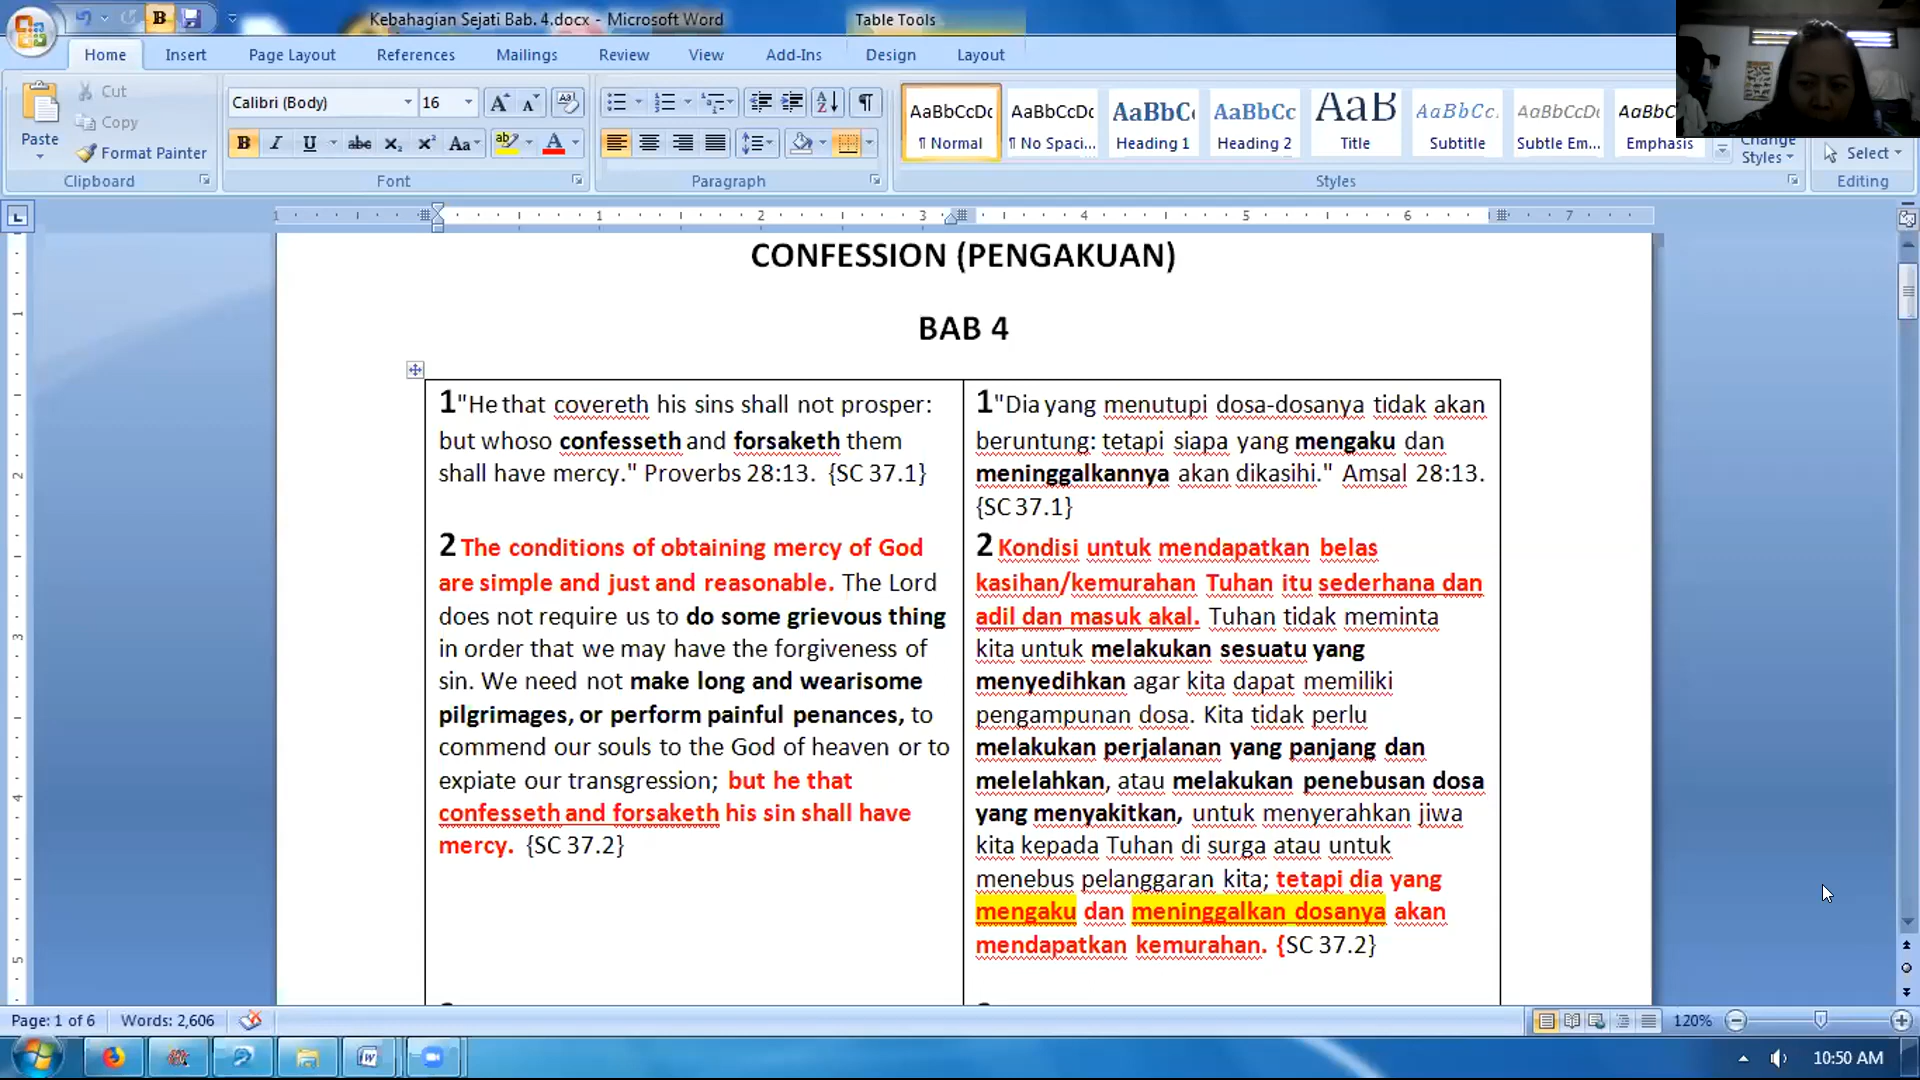 Kebahagian Sejati Bab. 4.docx - Microsoft Word
Table Tools
Home
Insert
Page Layout
References
Mailings
Review
View
Add-Ins
Design
Layout
Paste
Cut
Copy
Format Painter
Calibri (Body)
16
AaBbCcDc
¶ Normal
AaBbCcDc
¶ No Spaci...
AaBbC
Heading 1
AaBbCc
Heading 2
AaB
Title
AaBbCc.
Subtitle
AaBbCcDc
Subtle Em...
AaBbCcDc
Emphasis
Change
Styles
Select
Clipboard
Font
Paragraph
Styles
Editing
1 1 2 3 4 5 6 7
CONFESSION (PENGAKUAN)
BAB 4
1"He that covereth his sins shall not prosper:
but whoso confesseth and forsaketh them
shall have mercy." Proverbs 28:13. {SC 37.1}
2 The conditions of obtaining mercy of God
are simple and just and reasonable. The Lord
does not require us to do some grievous thing
in order that we may have the forgiveness of
sin. We need not make long and wearisome
pilgrimages, or perform painful penances, to
commend our souls to the God of heaven or to
expiate our transgression; but he that
confesseth and forsaketh his sin shall have
mercy. {SC 37.2}
1"Dia yang menutupi dosa-dosanya tidak akan
beruntung: tetapi siapa yang mengaku dan
meninggalkannya akan dikasihi." Amsal 28:13.
{SC 37.1}
2 Kondisi untuk mendapatkan belas
kasihan/kemurahan Tuhan itu sederhana dan
adil dan masuk akal. Tuhan tidak meminta
kita untuk melakukan sesuatu yang
menyedihkan agar kita dapat memiliki
pengampunan dosa. Kita tidak perlu
melakukan perjalanan yang panjang dan
melelahkan, atau melakukan penebusan dosa
yang menyakitkan, untuk menyerahkan jiwa
kita kepada Tuhan di surga atau untuk
menebus pelanggaran kita; tetapi dia yang
mengaku dan meninggalkan dosanya akan
mendapatkan kemurahan. {SC 37.2}
Page: 1 of 6
Words: 2,606
120%
10:50 AM